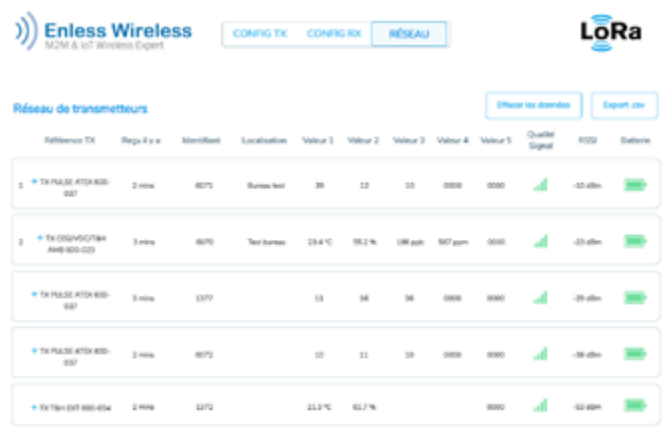 Enless Wireless
M2M & IoT Wireless Expert
CONFIG TX CONFIG RX RÉSEAU
LoRa
Réseau de transmetteurs
Effacer les données Export .csv
Référence TX Reçu il y a Identifiant Localisation Valeur 1 Valeur 2 Valeur 3 Valeur 4 Valeur 5 Qualité Signal RSSI Batterie
1 + TX PULSE ATEX 600-037 2 mins 6071 Bureau test 39 12 10 0000 0000 -10 dBm
2 + TX CO2/VOC/T&H AMB 600-023 3 mins 6670 Test bureau 23.4 °C 55.1 % 186 ppb 567 ppm 0000 -23 dBm
+ TX PULSE ATEX 600-037 3 mins 1377 11 0000 0000 -29 dBm
+ TX PULSE ATEX 600-037 2 mins 6072 10 11 10 0000 0000 -38 dBm
+ TX T&H EXT 600-034 2 mins 1372 21.3 °C 61.7 % 0000 -52 dBm